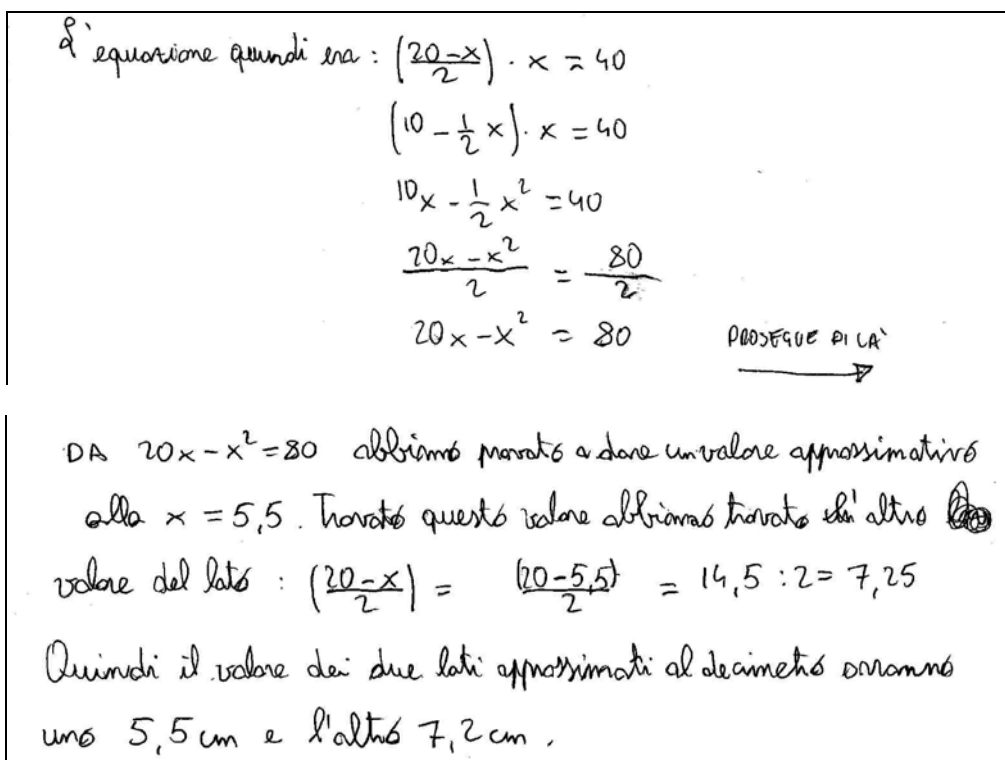 L'equazione quindi era : (20-x/2) · x = 40
(10 - 1/2 x) · x = 40
10x - 1/2 x² = 40
20x - x²/2 = 80/2
20x - x² = 80 PROSEGUE DI LA'
DA 20x - x² = 80 abbiamo provato a dare un valore approssimativo
alla x = 5,5. Trovato questo valore abbiamo trovato altro
valore del lato : (20-x/2) = (20-5,5)/2 = 14,5 : 2 = 7,25
Quindi il valore dei due lati approssimati al decimetro saranno
uno 5,5 cm e l'altro 7,2 cm.